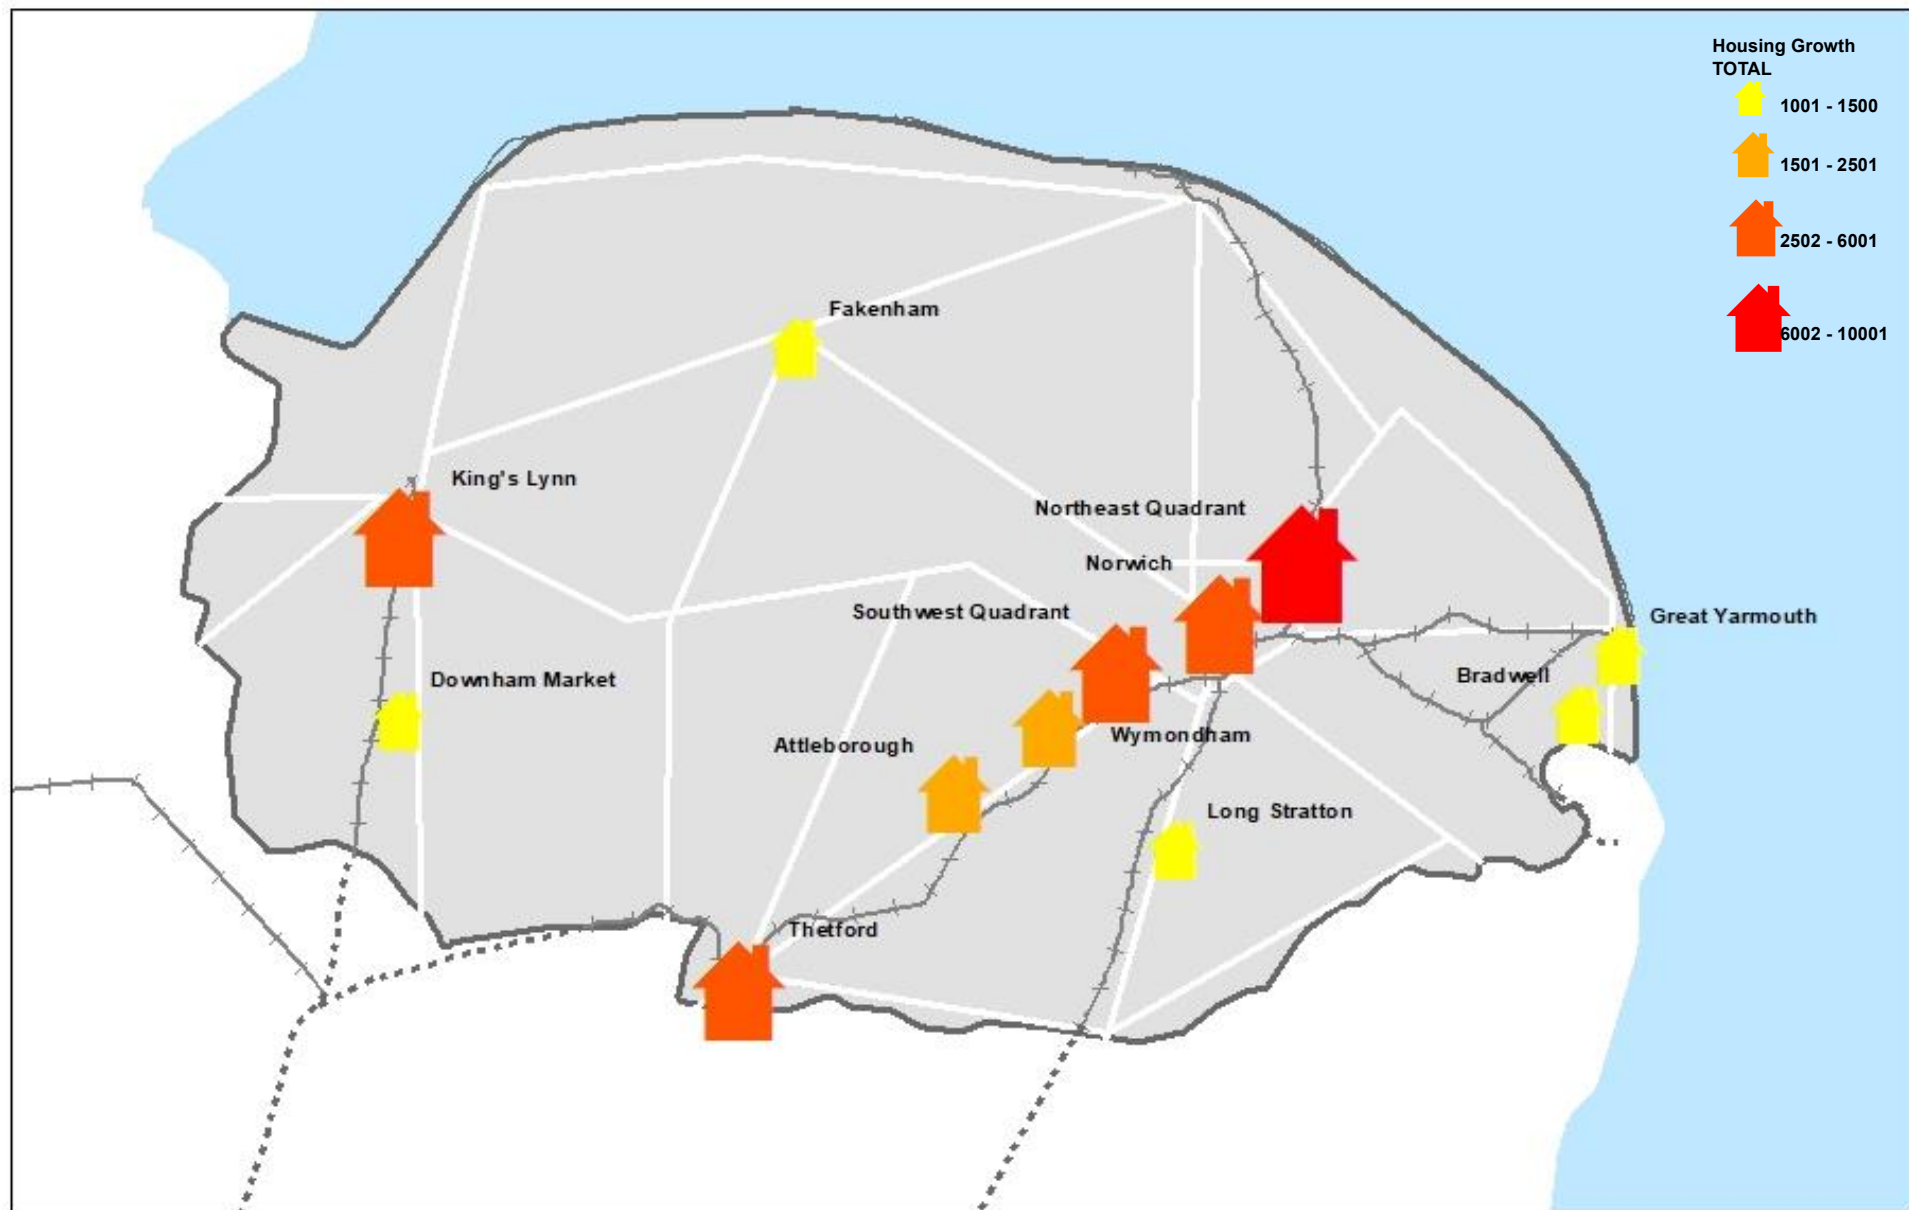 Housing Growth
TOTAL
1001 - 1500
1501 - 2501
2502 - 6001
6002 - 10001
Fakenham
King's Lynn
Northeast Quadrant
Norwich
Southwest Quadrant
Great Yarmouth
Downham Market
Bradwell
Attleborough
Wymondham
Long Stratton
Thetford